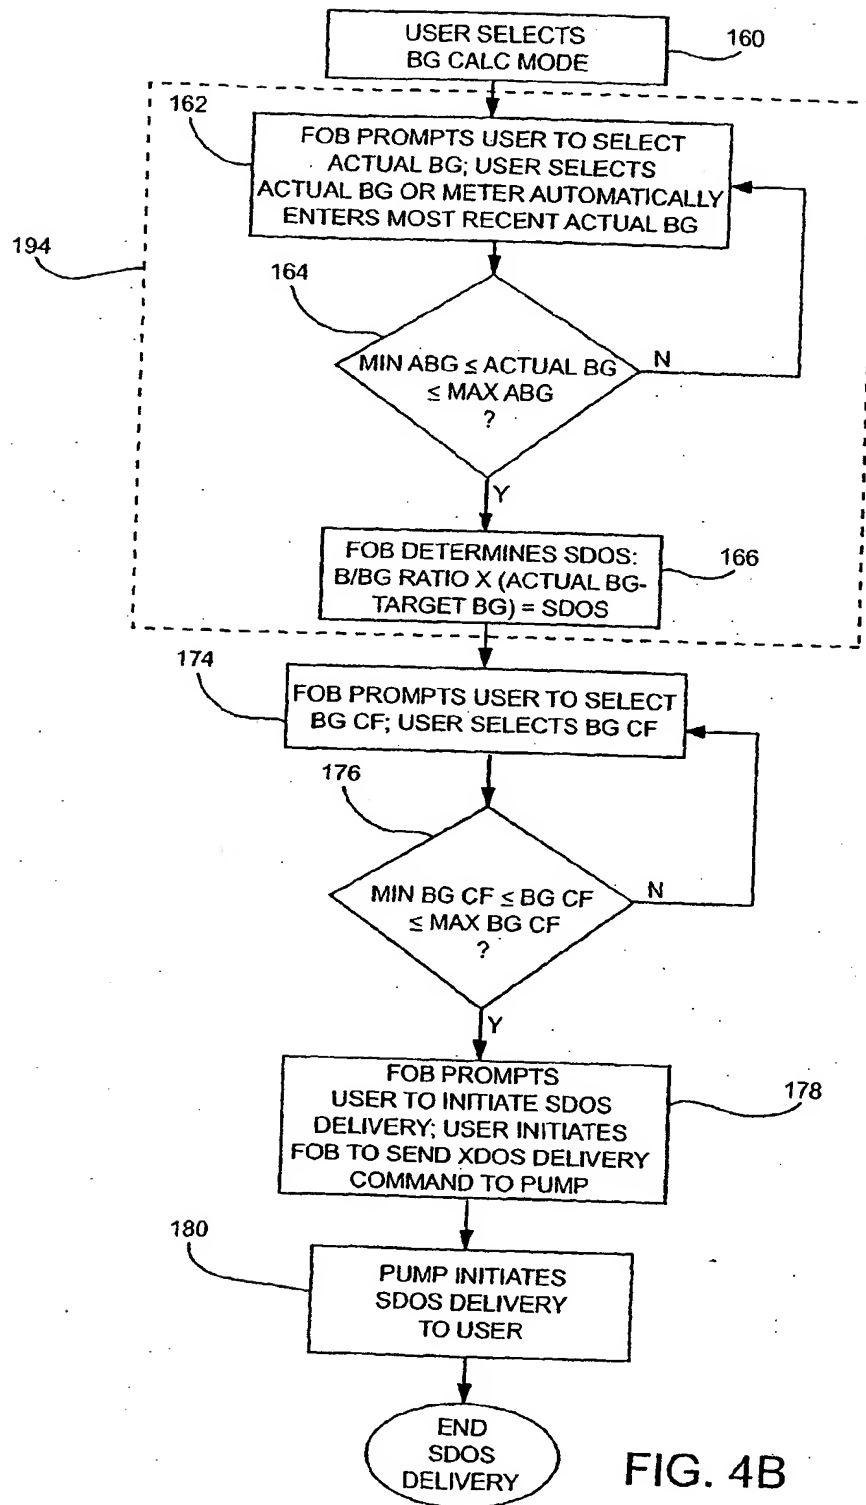 USER SELECTS
BG CALC MODE
160
162
FOB PROMPTS USER TO SELECT
ACTUAL BG; USER SELECTS
ACTUAL BG OR METER AUTOMATICALLY
ENTERS MOST RECENT ACTUAL BG
194
164
MIN ABG ≤ ACTUAL BG
≤ MAX ABG
?
N
Y
FOB DETERMINES SDOS:
B/BG RATIO X (ACTUAL BG-
TARGET BG) = SDOS
166
174
FOB PROMPTS USER TO SELECT
BG CF; USER SELECTS BG CF
176
MIN BG CF ≤ BG CF
≤ MAX BG CF
?
N
Y
FOB PROMPTS
USER TO INITIATE SDOS
DELIVERY; USER INITIATES
FOB TO SEND XDOS DELIVERY
COMMAND TO PUMP
178
180
PUMP INITIATES
SDOS DELIVERY
TO USER
END
SDOS
DELIVERY
FIG. 4B